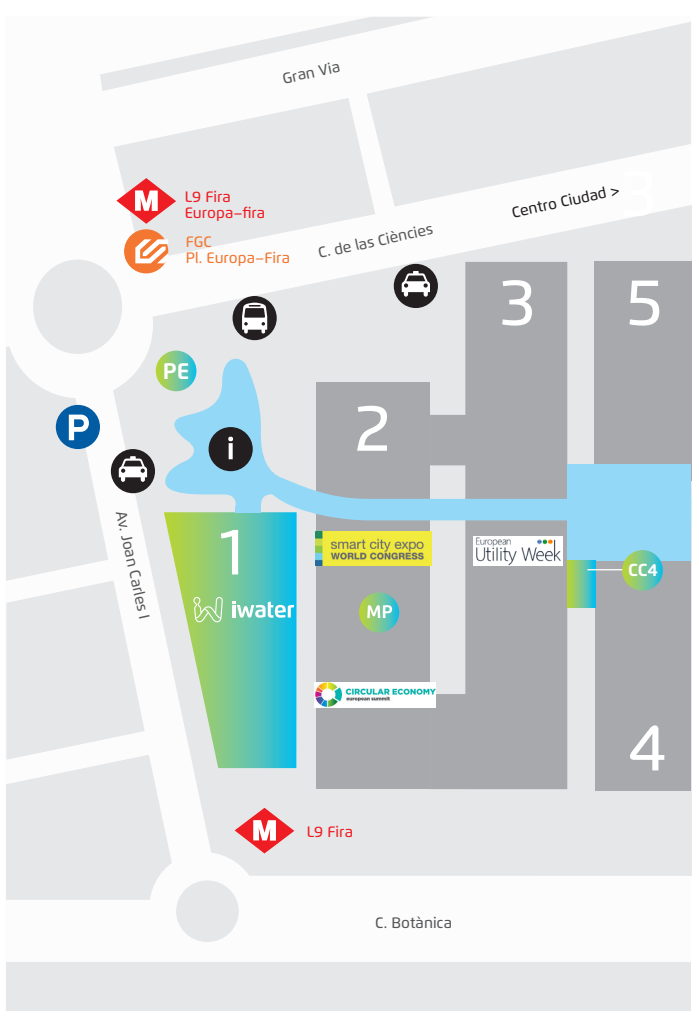 Gran Via
L9 Fira
Europa–fira
Centro Ciudad >
3
FGC
Pl. Europa–Fira
C. de las Ciències
3
5
PE
2
P
i
Av. Joan Carles I
1
smart city expo
WORLD CONGRESS
European
Utility Week
CC4
iwater
MP
CIRCULAR ECONOMY
european summit
4
M
M
L9 Fira
C. Botànica